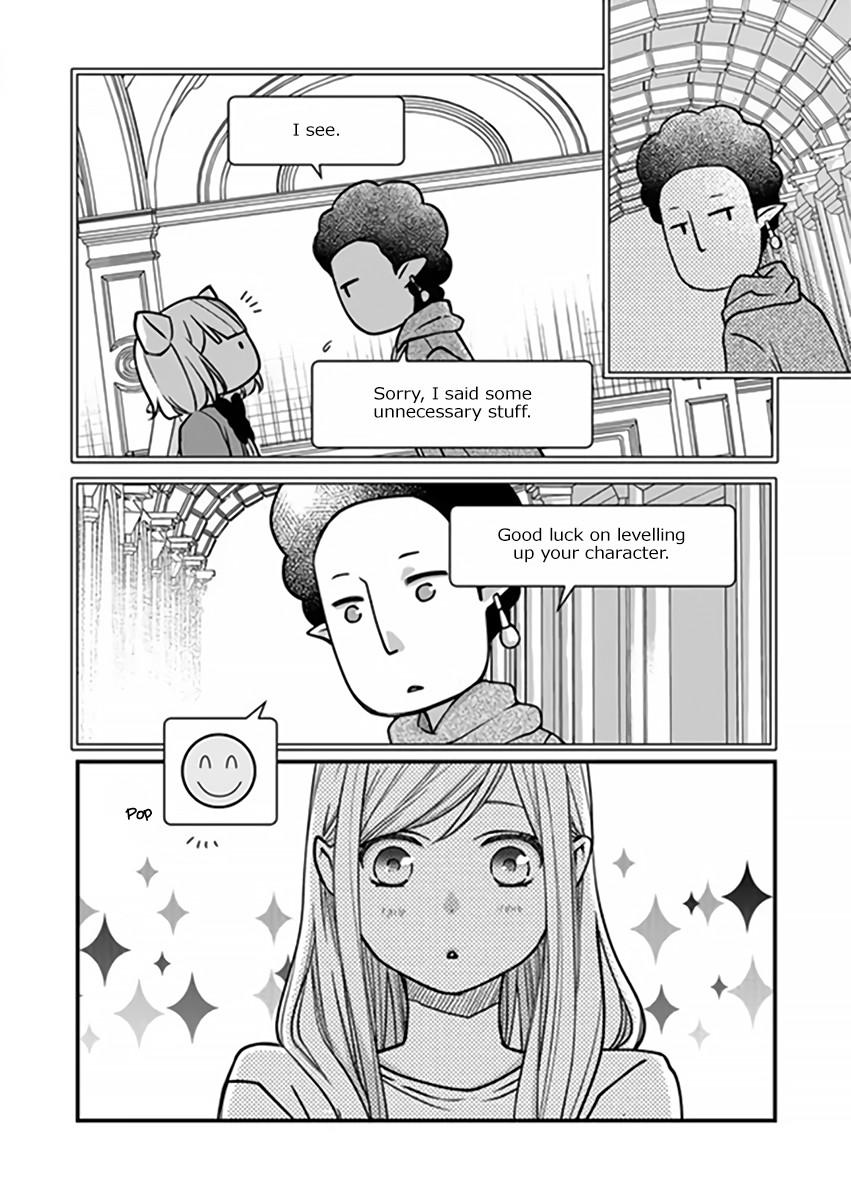 I see.
Sorry, I said some
unnecessary stuff.
Good luck on levelling
up your character.
Pop